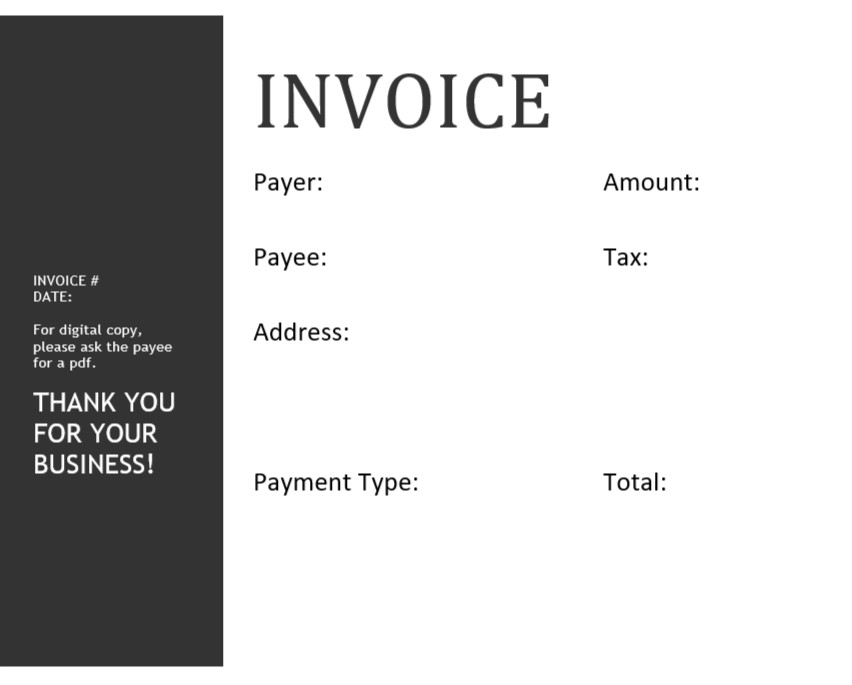 INVOICE
Payer:
Amount:
Payee:
Tax:
Address:
Payment Type:
Total:
INVOICE #
DATE:
For digital copy,
please ask the payee
for a pdf.
THANK YOU
FOR YOUR
BUSINESS!